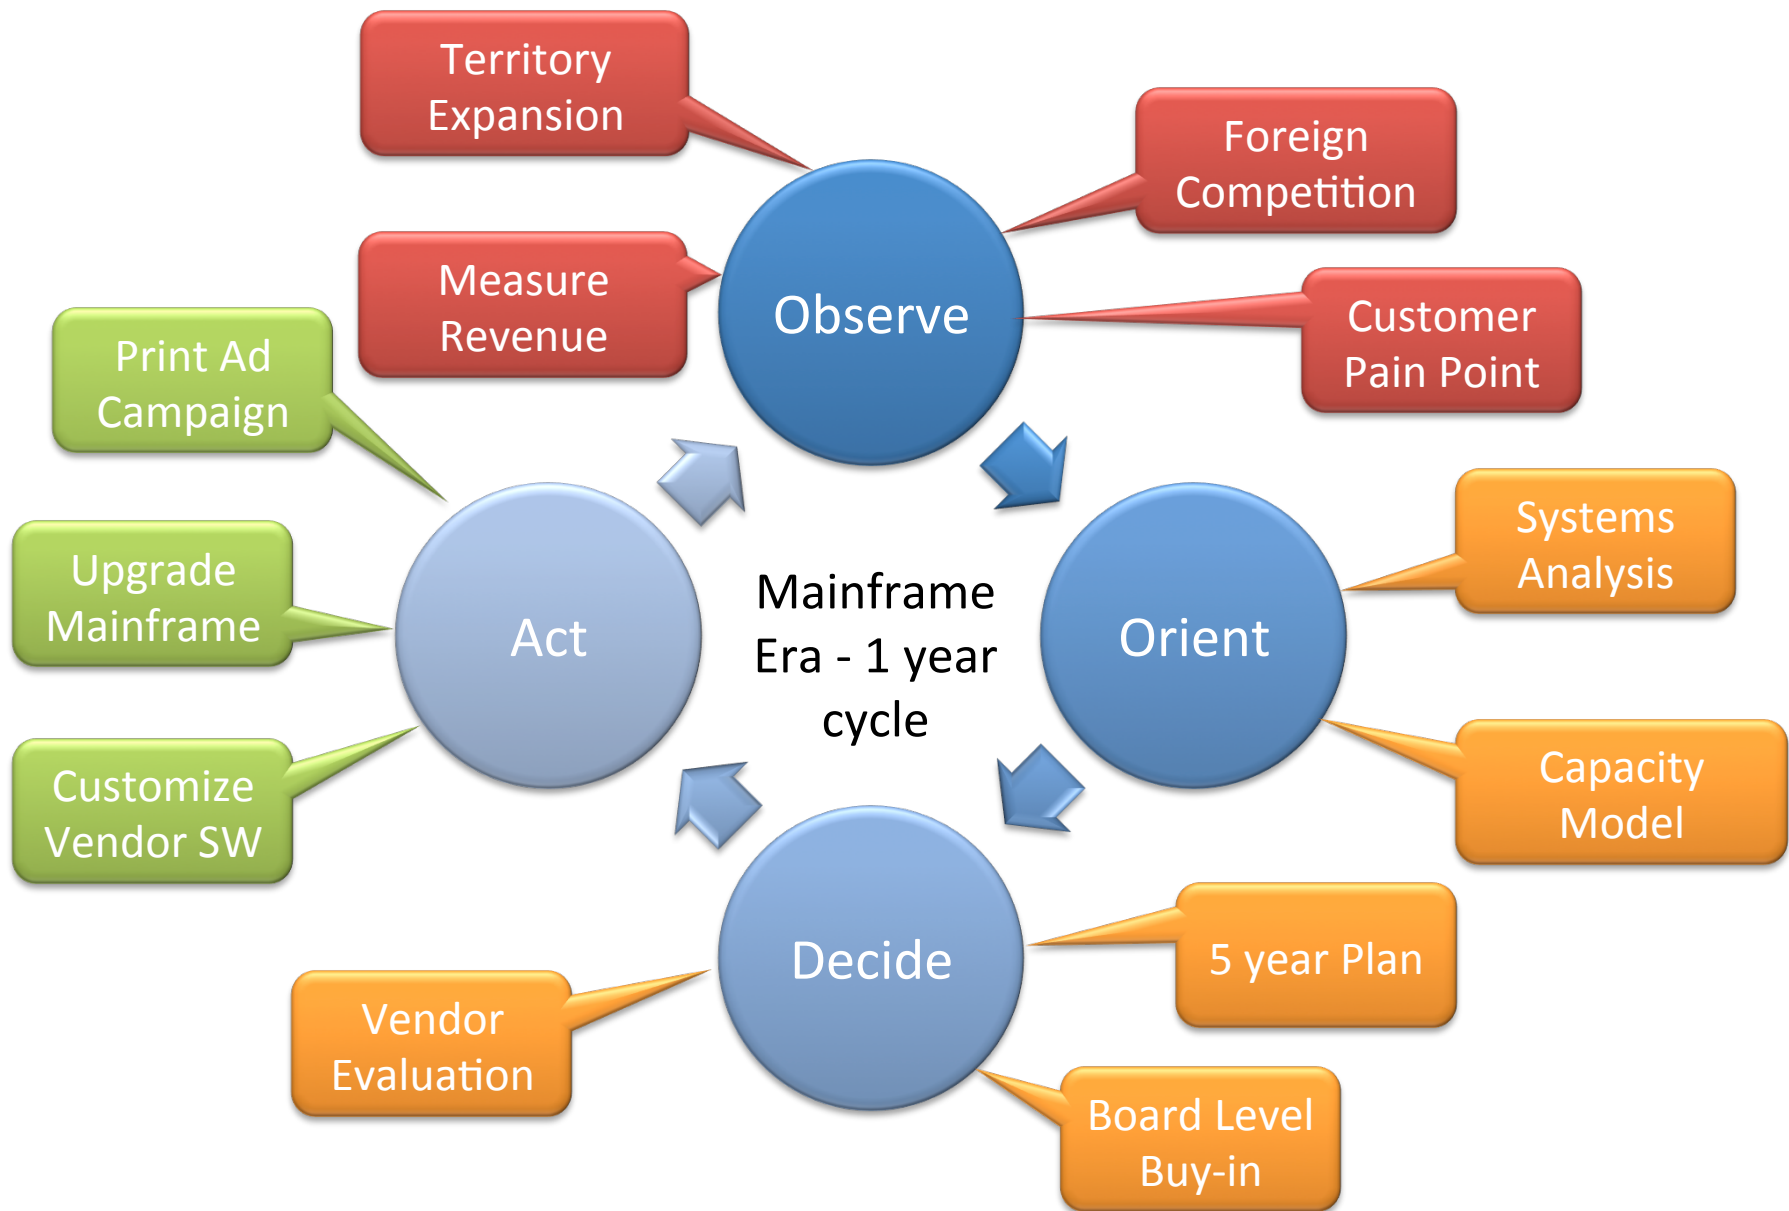 Territory
Expansion
Foreign
Competition
Measure
Revenue
Observe
Customer
Pain Point
Print Ad
Campaign
Systems
Analysis
Upgrade
Mainframe
Act
Mainframe
Era - 1 year
cycle
Orient
Customize
Vendor SW
Capacity
Model
Decide
5 year Plan
Vendor
Evaluation
Board Level
Buy-in